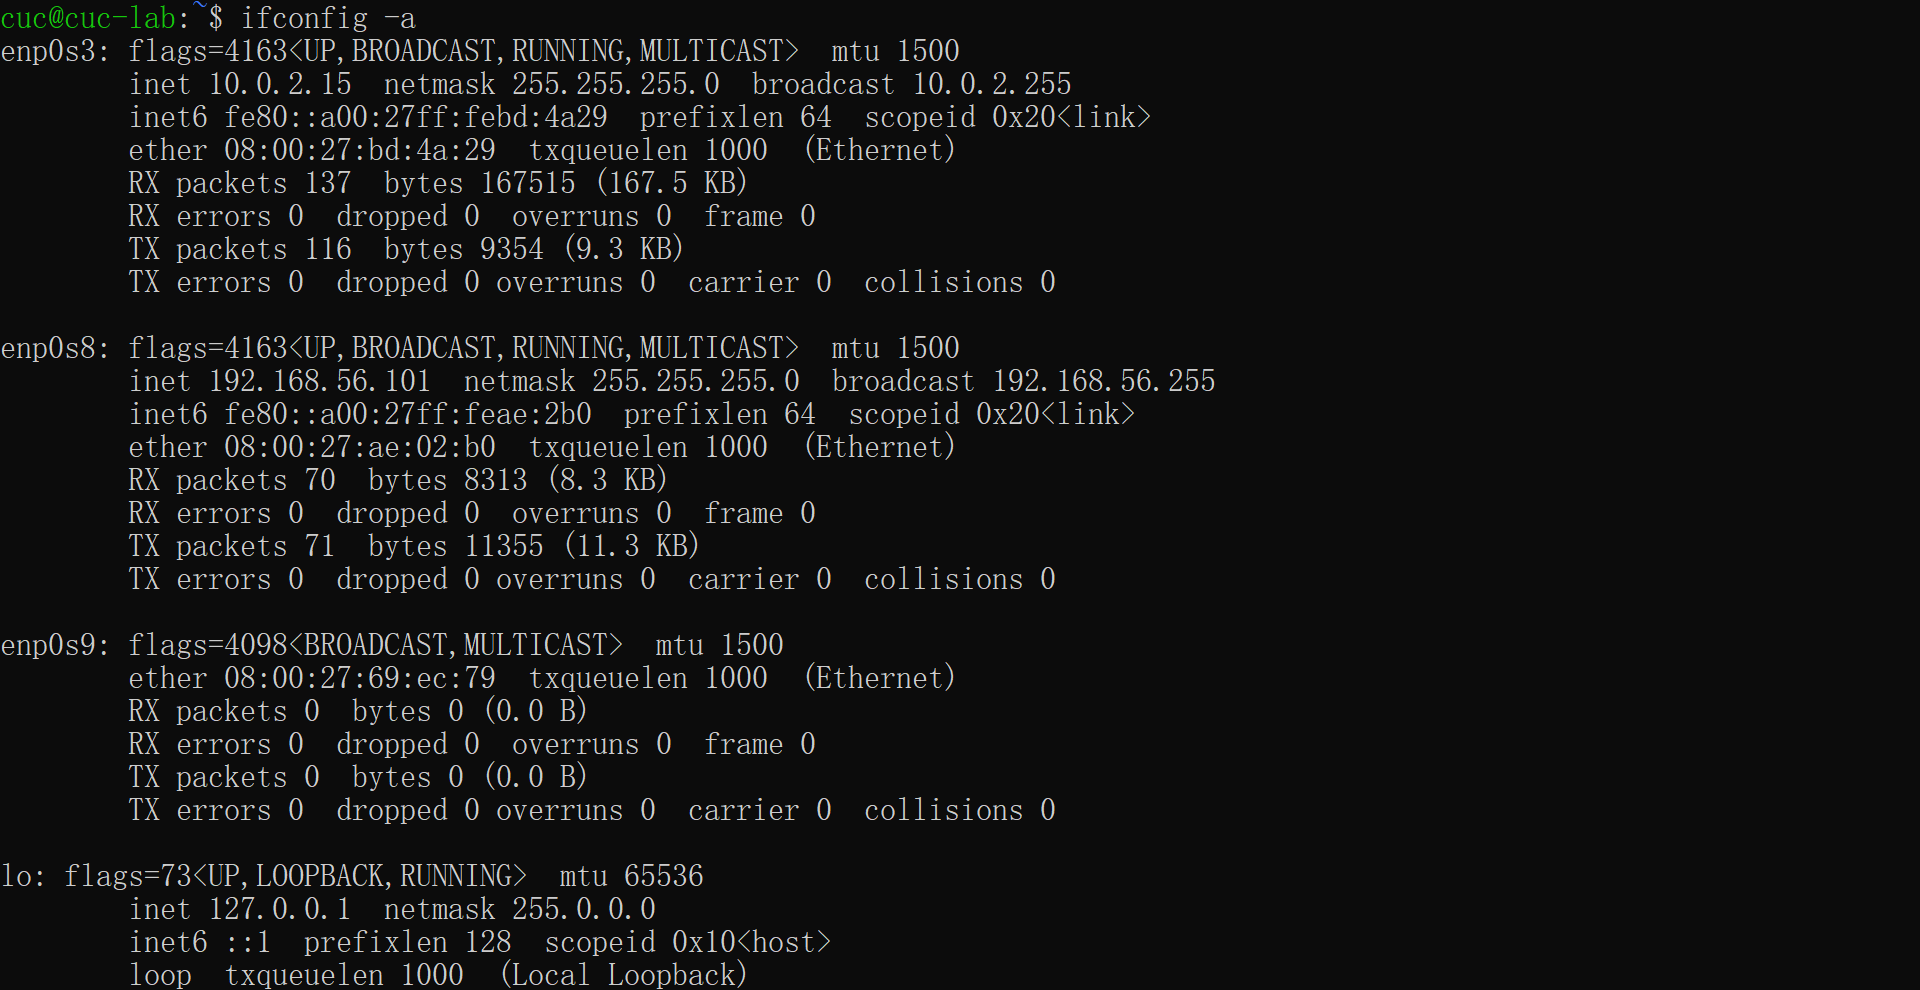 cuc@cuc-lab:~$ ifconfig -a
enp0s3: flags=4163<UP,BROADCAST,RUNNING,MULTICAST>  mtu 1500
        inet 10.0.2.15  netmask 255.255.255.0  broadcast 10.0.2.255
        inet6 fe80::a00:27ff:febd:4a29  prefixlen 64  scopeid 0x20<link>
        ether 08:00:27:bd:4a:29  txqueuelen 1000  (Ethernet)
        RX packets 137  bytes 167515 (167.5 KB)
        RX errors 0  dropped 0  overruns 0  frame 0
        TX packets 116  bytes 9354 (9.3 KB)
        TX errors 0  dropped 0 overruns 0  carrier 0  collisions 0

enp0s8: flags=4163<UP,BROADCAST,RUNNING,MULTICAST>  mtu 1500
        inet 192.168.56.101  netmask 255.255.255.0  broadcast 192.168.56.255
        inet6 fe80::a00:27ff:feae:2b0  prefixlen 64  scopeid 0x20<link>
        ether 08:00:27:ae:02:b0  txqueuelen 1000  (Ethernet)
        RX packets 70  bytes 8313 (8.3 KB)
        RX errors 0  dropped 0  overruns 0  frame 0
        TX packets 71  bytes 11355 (11.3 KB)
        TX errors 0  dropped 0 overruns 0  carrier 0  collisions 0

enp0s9: flags=4098<BROADCAST,MULTICAST>  mtu 1500
        ether 08:00:27:69:ec:79  txqueuelen 1000  (Ethernet)
        RX packets 0  bytes 0 (0.0 B)
        RX errors 0  dropped 0  overruns 0  frame 0
        TX packets 0  bytes 0 (0.0 B)
        TX errors 0  dropped 0 overruns 0  carrier 0  collisions 0

lo: flags=73<UP,LOOPBACK,RUNNING>  mtu 65536
        inet 127.0.0.1  netmask 255.0.0.0
        inet6 ::1  prefixlen 128  scopeid 0x10<host>
        loop  txqueuelen 1000  (Local Loopback)